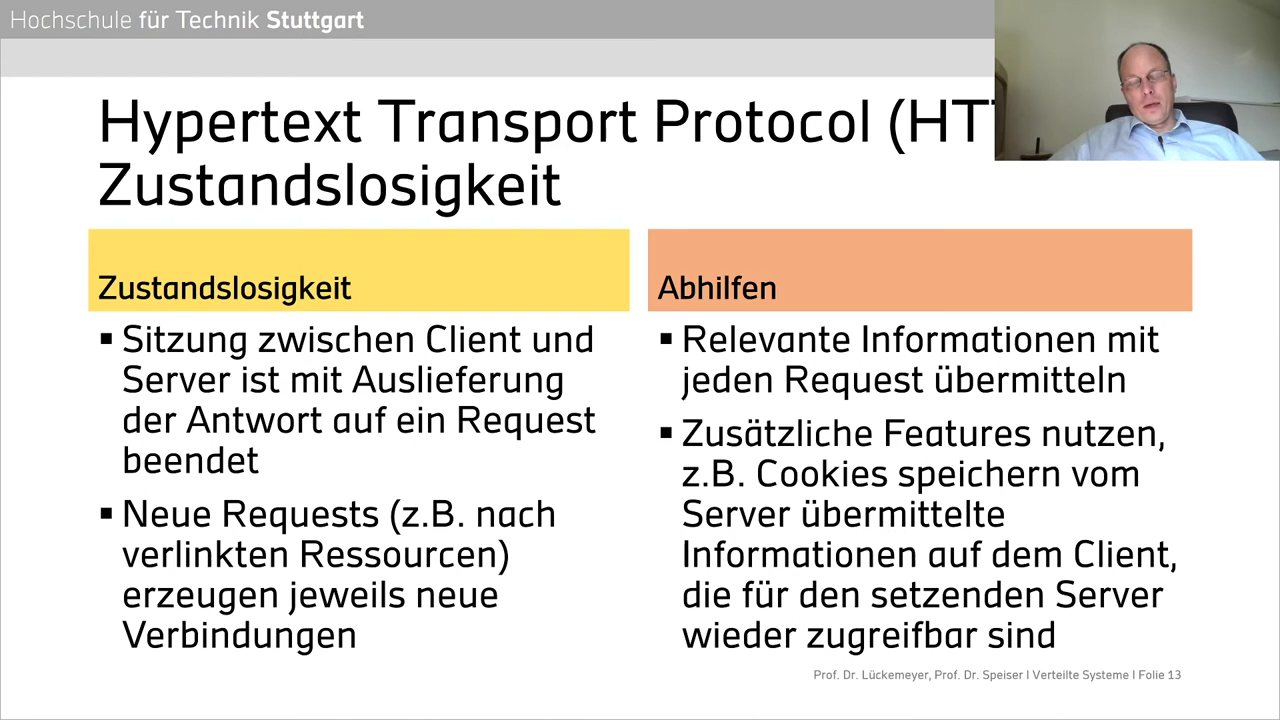 Hochschule für Technik Stuttgart
Hypertext Transport Protocol (HT
Zustandslosigkeit
Zustandslosigkeit
▪ Sitzung zwischen Client und
Server ist mit Auslieferung
der Antwort auf ein Request
beendet
▪ Neue Requests (z.B. nach
verlinkten Ressourcen)
erzeugen jeweils neue
Verbindungen
Abhilfen
▪ Relevante Informationen mit
jeden Request übermitteln
▪ Zusätzliche Features nutzen,
z.B. Cookies speichern vom
Server übermittelte
Informationen auf dem Client,
die für den setzenden Server
wieder zugreifbar sind
Prof. Dr. Lückemeyer, Prof. Dr. Speiser I Verteilte Systeme I Folie 13